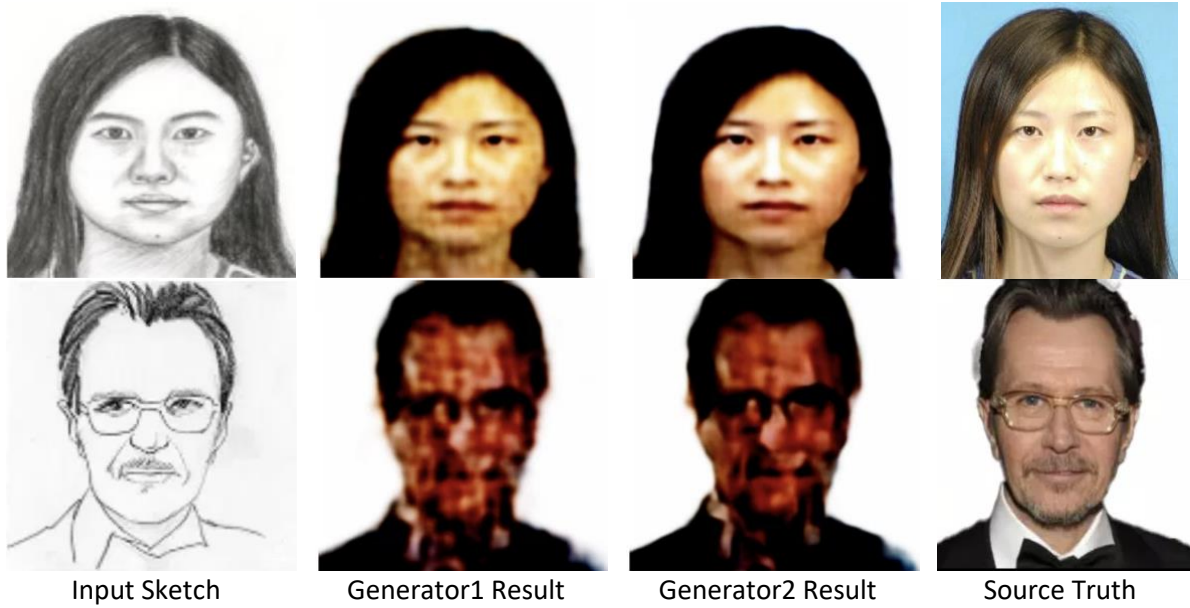 Input Sketch
Generator1 Result
Generator2 Result
Source Truth